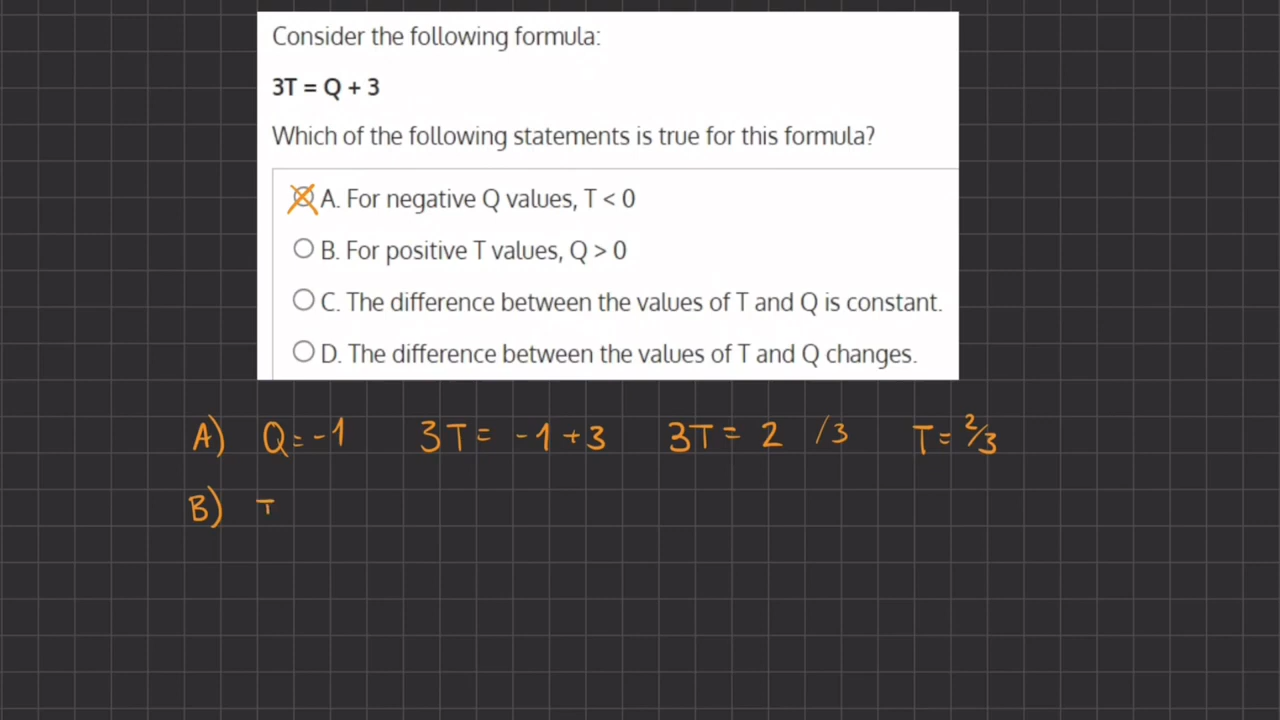 Consider the following formula:
3T = Q + 3
Which of the following statements is true for this formula?
A. For negative Q values, T < 0
B. For positive T values, Q > 0
C. The difference between the values of T and Q is constant.
D. The difference between the values of T and Q changes.
A) Q = -1 3T = -1 + 3 3T = 2 /3 T = 2/3
B) T